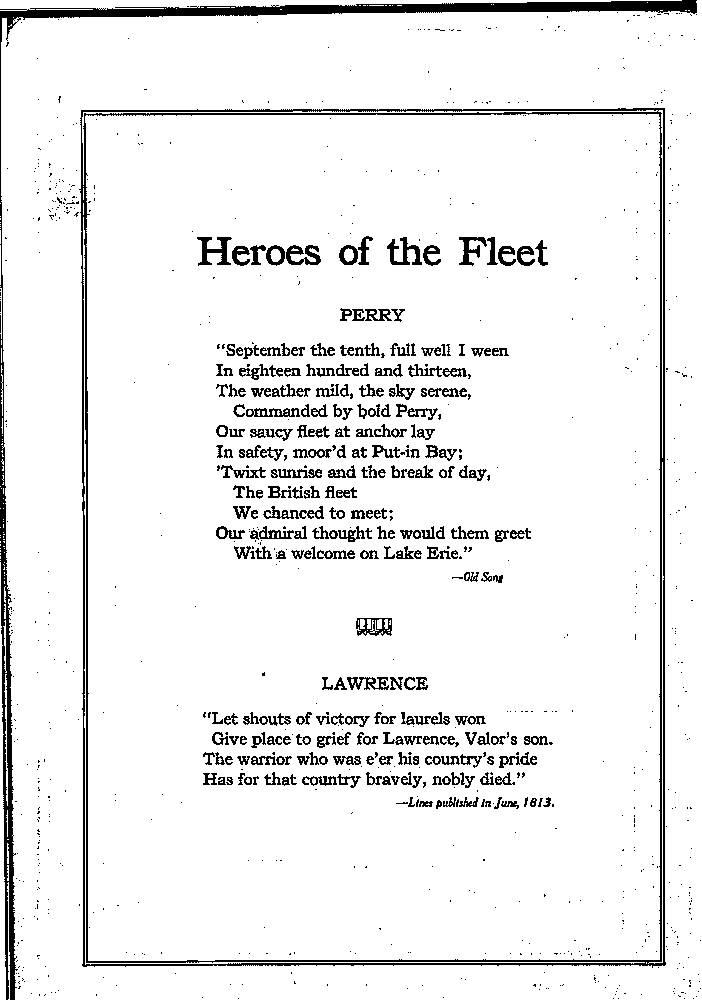 Heroes of the Fleet
PERRY
"September the tenth, full well I ween
In eighteen hundred and thirteen,
The weather mild, the sky serene,
Commanded by bold Perry,
Our saucy fleet at anchor lay
In safety, moor'd at Put-in Bay;
'Twixt sunrise and the break of day,
The British fleet
We chanced to meet;
Our admiral thought he would them greet
With a welcome on Lake Erie."
—Old Song
LAWRENCE
"Let shouts of victory for laurels won
Give place to grief for Lawrence, Valor's son.
The warrior who was e'er his country's pride
Has for that country bravely, nobly died."
—Lines published in June, 1813.